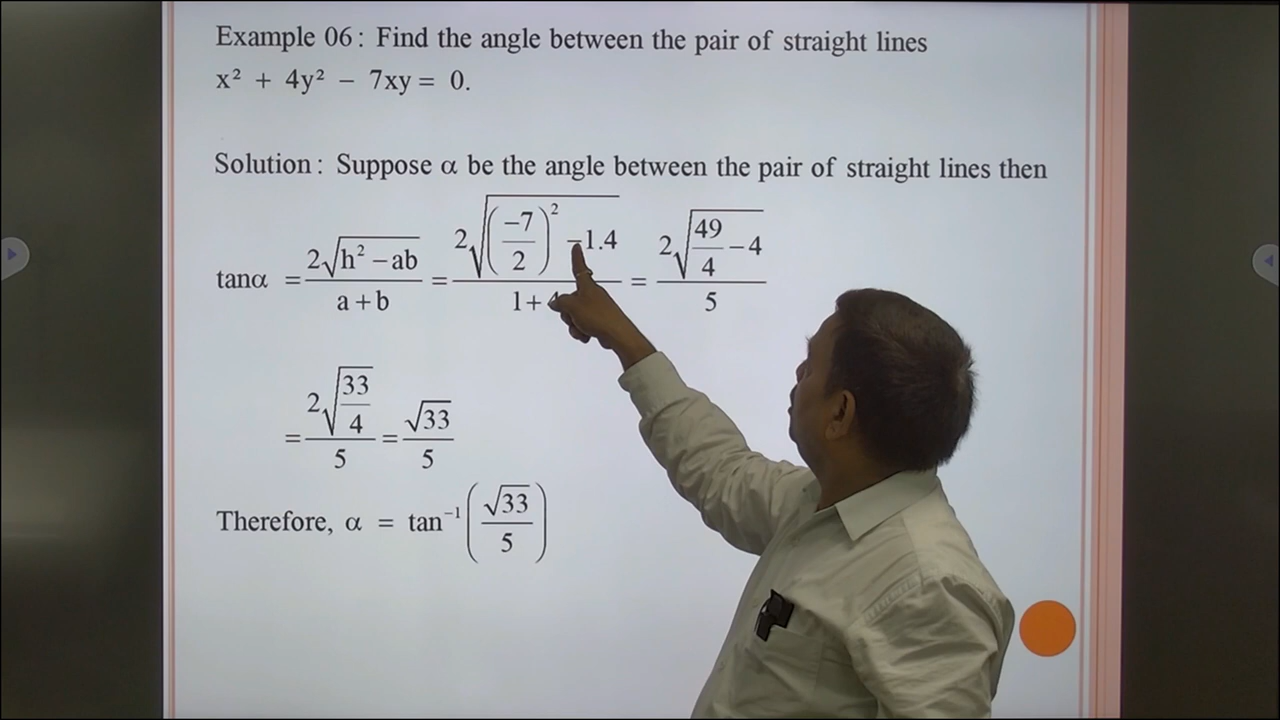 Example 06 : Find the angle between the pair of straight lines
x² + 4y² − 7xy = 0.
Solution : Suppose α be the angle between the pair of straight lines then
tanα = 2√(h² − ab) / (a + b) = 2√((−7/2)² −1.4) / (1 + = 2√(49/4 − 4) / 5
= 2√(33/4) / 5 = √33 / 5
Therefore, α = tan⁻¹(√33 / 5)